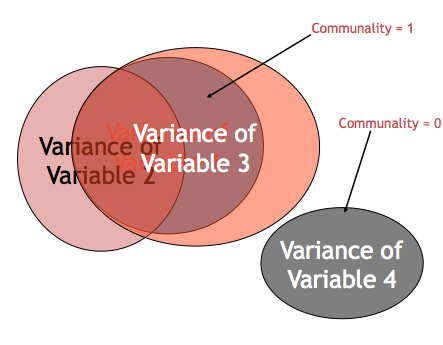 Communality = 1
Communality = 0
Variance of
Variable 2
Variance of
Variable 3
Variance of
Variable 4